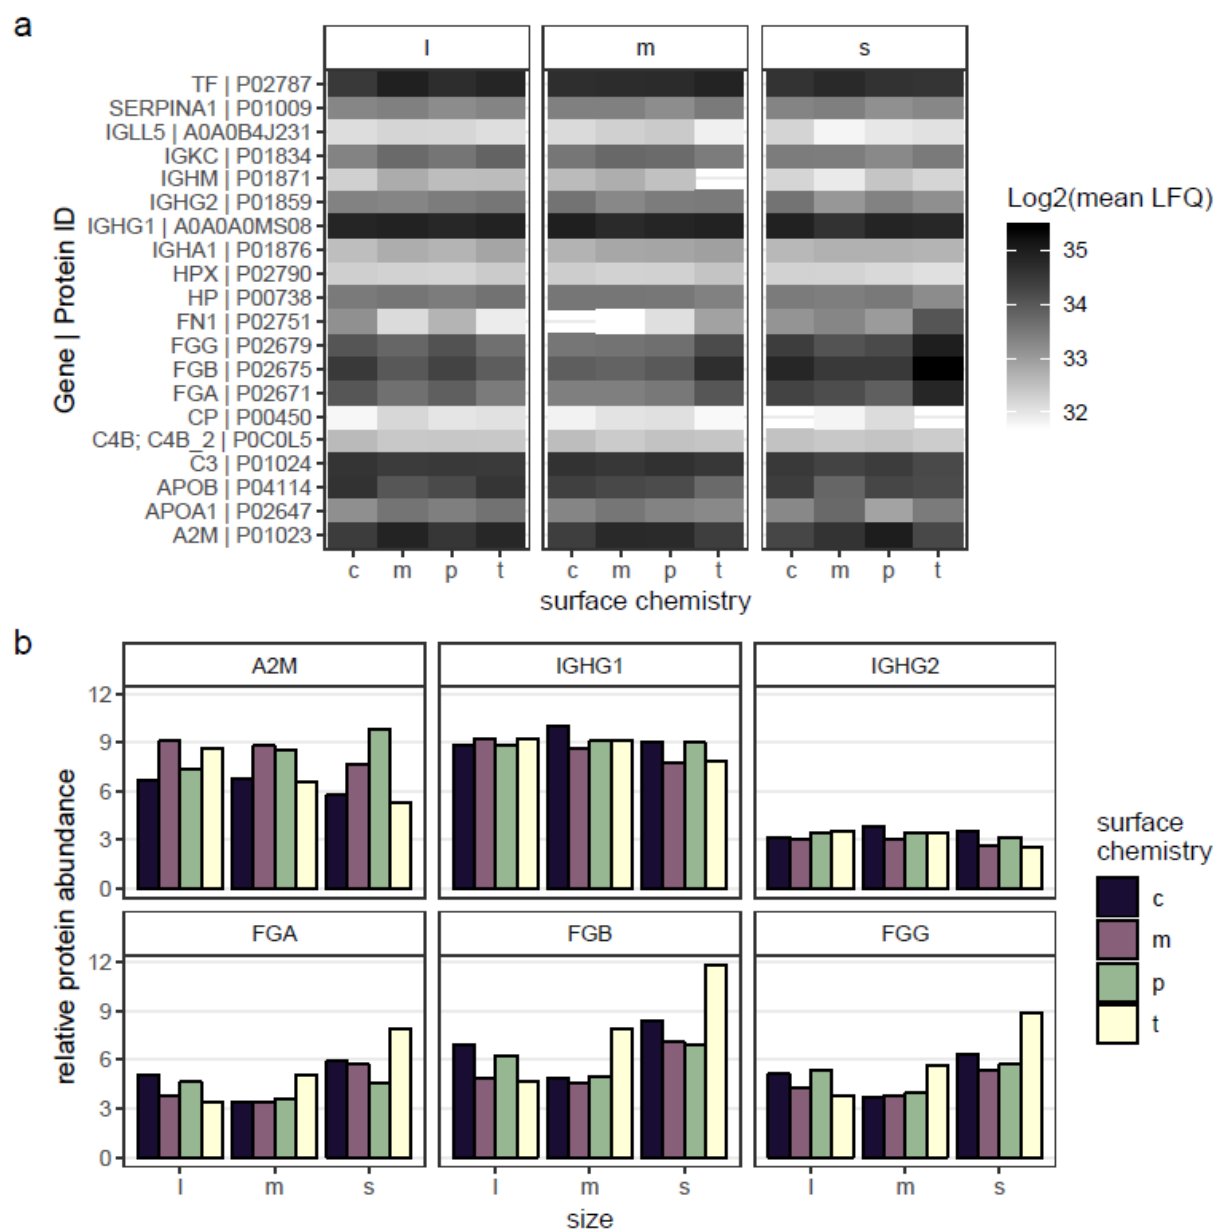 a
l m s
TF | P02787
SERPINA1 | P01009
IGLL5 | A0A0B4J231
IGKC | P01834
IGHM | P01871
IGHG2 | P01859
IGHG1 | A0A0A0MS08
IGHA1 | P01876
HPX | P02790
HP | P00738
FN1 | P02751
FGG | P02679
FGB | P02675
FGA | P02671
CP | P00450
C4B; C4B_2 | P0C0L5
C3 | P01024
APOB | P04114
APOA1 | P02647
A2M | P01023
Gene | Protein ID
c m p t c m p t c m p t
surface chemistry
Log2(mean LFQ)
35
34
33
32
b
A2M IGHG1 IGHG2
12
9
6
3
0
FGA FGB FGG
12
9
6
3
0
relative protein abundance
l m s l m s l m s
size
surface
chemistry
c
m
p
t